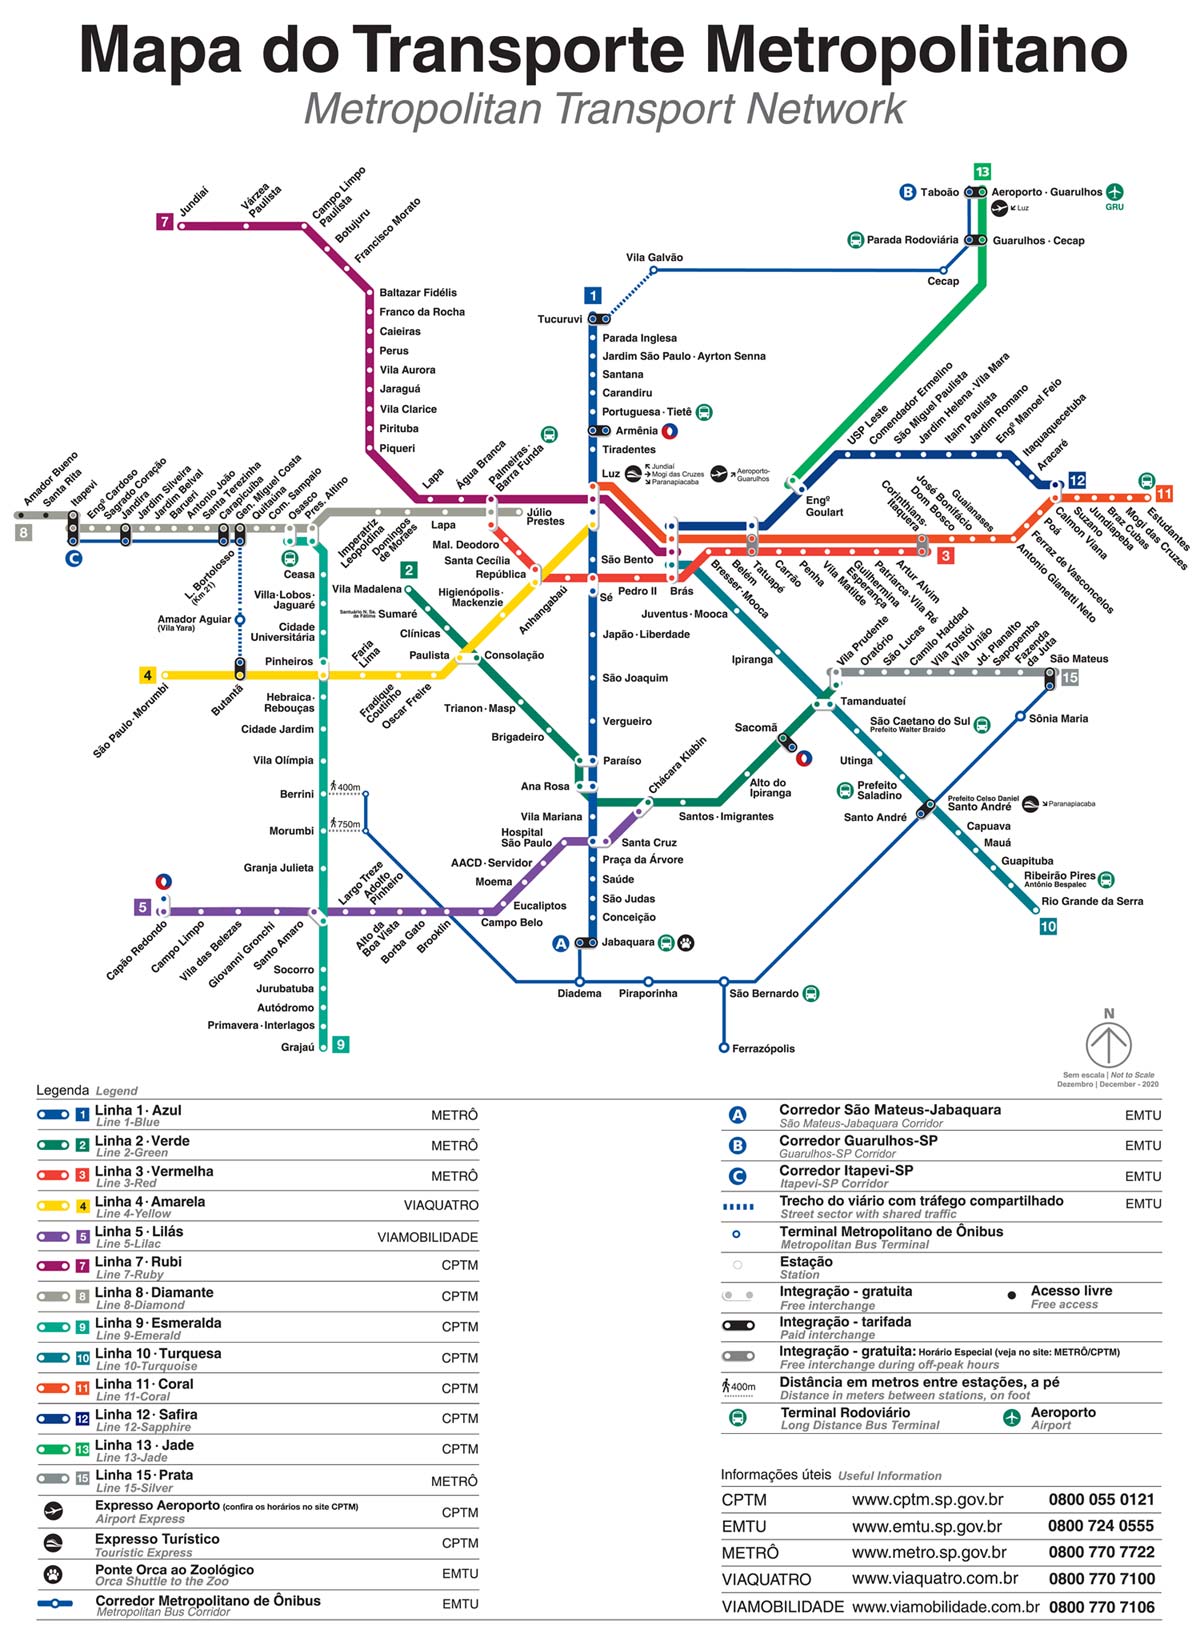 Mapa do Transporte Metropolitano
Metropolitan Transport Network
13
B Taboão
Aeroporto · Guarulhos
GRU
Luz
Parada Rodoviária
Guarulhos · Cecap
Vila Galvão
Cecap
7
Jundiaí
Várzea
Paulista
Campo Limpo
Paulista
Botujuru
Francisco Morato
Baltazar Fidélis
Franco da Rocha
Caieiras
Perus
Vila Aurora
Jaraguá
Vila Clarice
Pirituba
Piqueri
Lapa
Água Branca
Palmeiras ·
Barra Funda
1
Tucuruvi
Parada Inglesa
Jardim São Paulo · Ayrton Senna
Santana
Carandiru
Portuguesa · Tietê
Armênia
Tiradentes
Luz
Jundiaí
Mogi das Cruzes
Paranapiacaba
Aeroporto-
Guarulhos
USP Leste
Comendador Ermelino
São Miguel Paulista
Jardim Helena · Vila Mara
Itaim Paulista
Jardim Romano
Engº Manoel Feio
Itaquaquecetuba
Aracaré
12
11
Engº
Goulart
Calmon Viana
Suzano
Jundiapeba
Braz Cubas
Mogi das Cruzes
Estudantes
Poá
Ferraz de Vasconcelos
Antonio Gianetti Neto
Guaianases
José Bonifácio
Dom Bosco
Corinthians-
Itaquera
3
Amador Bueno
Santa Rita
Itapevi
Engº Cardoso
Sagrado Coração
Jandira
Jardim Silveira
Jardim Belval
Barueri
Antonio João
Santa Terezinha
Carapicuíba
Gen. Miguel Costa
Quitaúna
Com. Sampaio
Osasco
Pres. Altino
8
C
Imperatriz
Leopoldina
Domingos
de Moraes
Lapa
Júlio
Prestes
Mal. Deodoro
Santa Cecília
República
Anhangabaú
São Bento
Sé
Pedro II
Brás
Bresser · Mooca
Belém
Tatuapé
Carrão
Penha
Vila Matilde
Guilhermina
Esperança
Patriarca · Vila Ré
Artur Alvim
L. Bortolosso
(Km 21)
Amador Aguiar
(Vila Yara)
Ceasa
Villa-Lobos ·
Jaguaré
Cidade
Universitária
Pinheiros
Hebraica ·
Rebouças
Cidade Jardim
Vila Olímpia
Berrini
400m
Morumbi
750m
Granja Julieta
2
Vila Madalena
Santuário N. Sa.
de Fátima Sumaré
Clínicas
Higienópolis ·
Mackenzie
Paulista
Consolação
Trianon · Masp
Brigadeiro
Paraíso
Ana Rosa
4
São Paulo · Morumbi
Butantã
Faria
Lima
Fradique
Coutinho
Oscar Freire
Japão · Liberdade
São Joaquim
Vergueiro
Vila Mariana
Chácara Klabin
Santos · Imigrantes
Alto do
Ipiranga
Sacomã
Tamanduateí
Juventus · Mooca
Ipiranga
Vila Prudente
Oratório
São Lucas
Camilo Haddad
Vila Tolstói
Vila União
Jd. Planalto
Sapopemba
Fazenda
da Juta
São Mateus
15
Sônia Maria
São Caetano do Sul
Prefeito Walter Braido
Utinga
Prefeito
Saladino
Prefeito Celso Daniel
Santo André
Paranapiacaba
Santo André
Capuava
Mauá
Guapituba
Ribeirão Pires
Antônio Bespalec
Rio Grande da Serra
10
Hospital
São Paulo
Santa Cruz
AACD · Servidor
Moema
Eucaliptos
Campo Belo
Praça da Árvore
Saúde
São Judas
Conceição
A Jabaquara
5
Capão Redondo
Campo Limpo
Vila das Belezas
Giovanni Gronchi
Santo Amaro
Largo Treze
Adolfo
Pinheiro
Alto da
Boa Vista
Borba Gato
Brooklin
Socorro
Jurubatuba
Autódromo
Primavera · Interlagos
Grajaú
9
Diadema
Piraporinha
São Bernardo
Ferrazópolis
N
Sem escala | Not to Scale
Dezembro | December - 2020
Legenda Legend
1 Linha 1 · Azul METRÔ
Line 1-Blue
2 Linha 2 · Verde METRÔ
Line 2-Green
3 Linha 3 · Vermelha METRÔ
Line 3-Red
4 Linha 4 · Amarela VIAQUATRO
Line 4-Yellow
5 Linha 5 · Lilás VIAMOBILIDADE
Line 5-Lilac
7 Linha 7 · Rubi CPTM
Line 7-Ruby
8 Linha 8 · Diamante CPTM
Line 8-Diamond
9 Linha 9 · Esmeralda CPTM
Line 9-Emerald
10 Linha 10 · Turquesa CPTM
Line 10-Turquoise
11 Linha 11 · Coral CPTM
Line 11-Coral
12 Linha 12 · Safira CPTM
Line 12-Sapphire
13 Linha 13 · Jade CPTM
Line 13-Jade
15 Linha 15 · Prata METRÔ
Line 15-Silver
Expresso Aeroporto (confira os horários no site CPTM) CPTM
Airport Express
Expresso Turístico CPTM
Touristic Express
Ponte Orca ao Zoológico EMTU
Orca Shuttle to the Zoo
Corredor Metropolitano de Ônibus EMTU
Metropolitan Bus Corridor
A Corredor São Mateus-Jabaquara EMTU
São Mateus-Jabaquara Corridor
B Corredor Guarulhos-SP EMTU
Guarulhos-SP Corridor
C Corredor Itapevi-SP EMTU
Itapevi-SP Corridor
Trecho do viário com tráfego compartilhado EMTU
Street sector with shared traffic
Terminal Metropolitano de Ônibus
Metropolitan Bus Terminal
Estação
Station
Integração - gratuita Acesso livre
Free interchange Free access
Integração - tarifada
Paid interchange
Integração - gratuita: Horário Especial (veja no site: METRÔ/CPTM)
Free interchange during off-peak hours
400m Distância em metros entre estações, a pé
Distance in meters between stations, on foot
Terminal Rodoviário Aeroporto
Long Distance Bus Terminal Airport
Informações úteis Useful Information
CPTM www.cptm.sp.gov.br 0800 055 0121
EMTU www.emtu.sp.gov.br 0800 724 0555
METRÔ www.metro.sp.gov.br 0800 770 7722
VIAQUATRO www.viaquatro.com.br 0800 770 7100
VIAMOBILIDADE www.viamobilidade.com.br 0800 770 7106